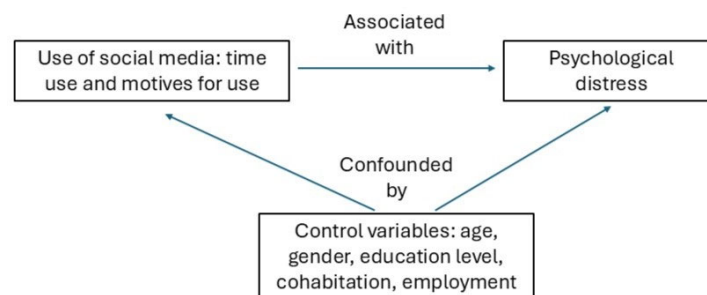 Associated
with
Use of social media: time
use and motives for use
Psychological
distress
Confounded
by
Control variables: age,
gender, education level,
cohabitation, employment